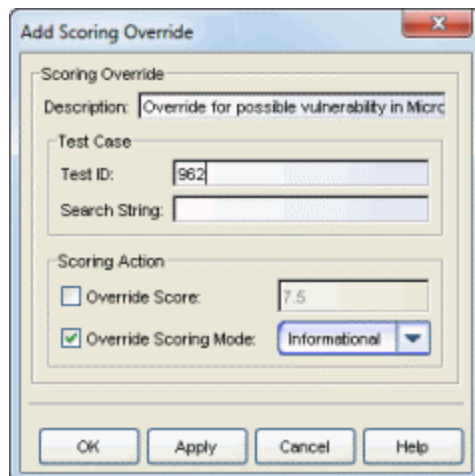 Add Scoring Override
Scoring Override
Description: Override for possible vulnerability in Micro
Test Case
Test ID: 962
Search String:
Scoring Action
Override Score: 7.5
Override Scoring Mode: Informational
OK Apply Cancel Help